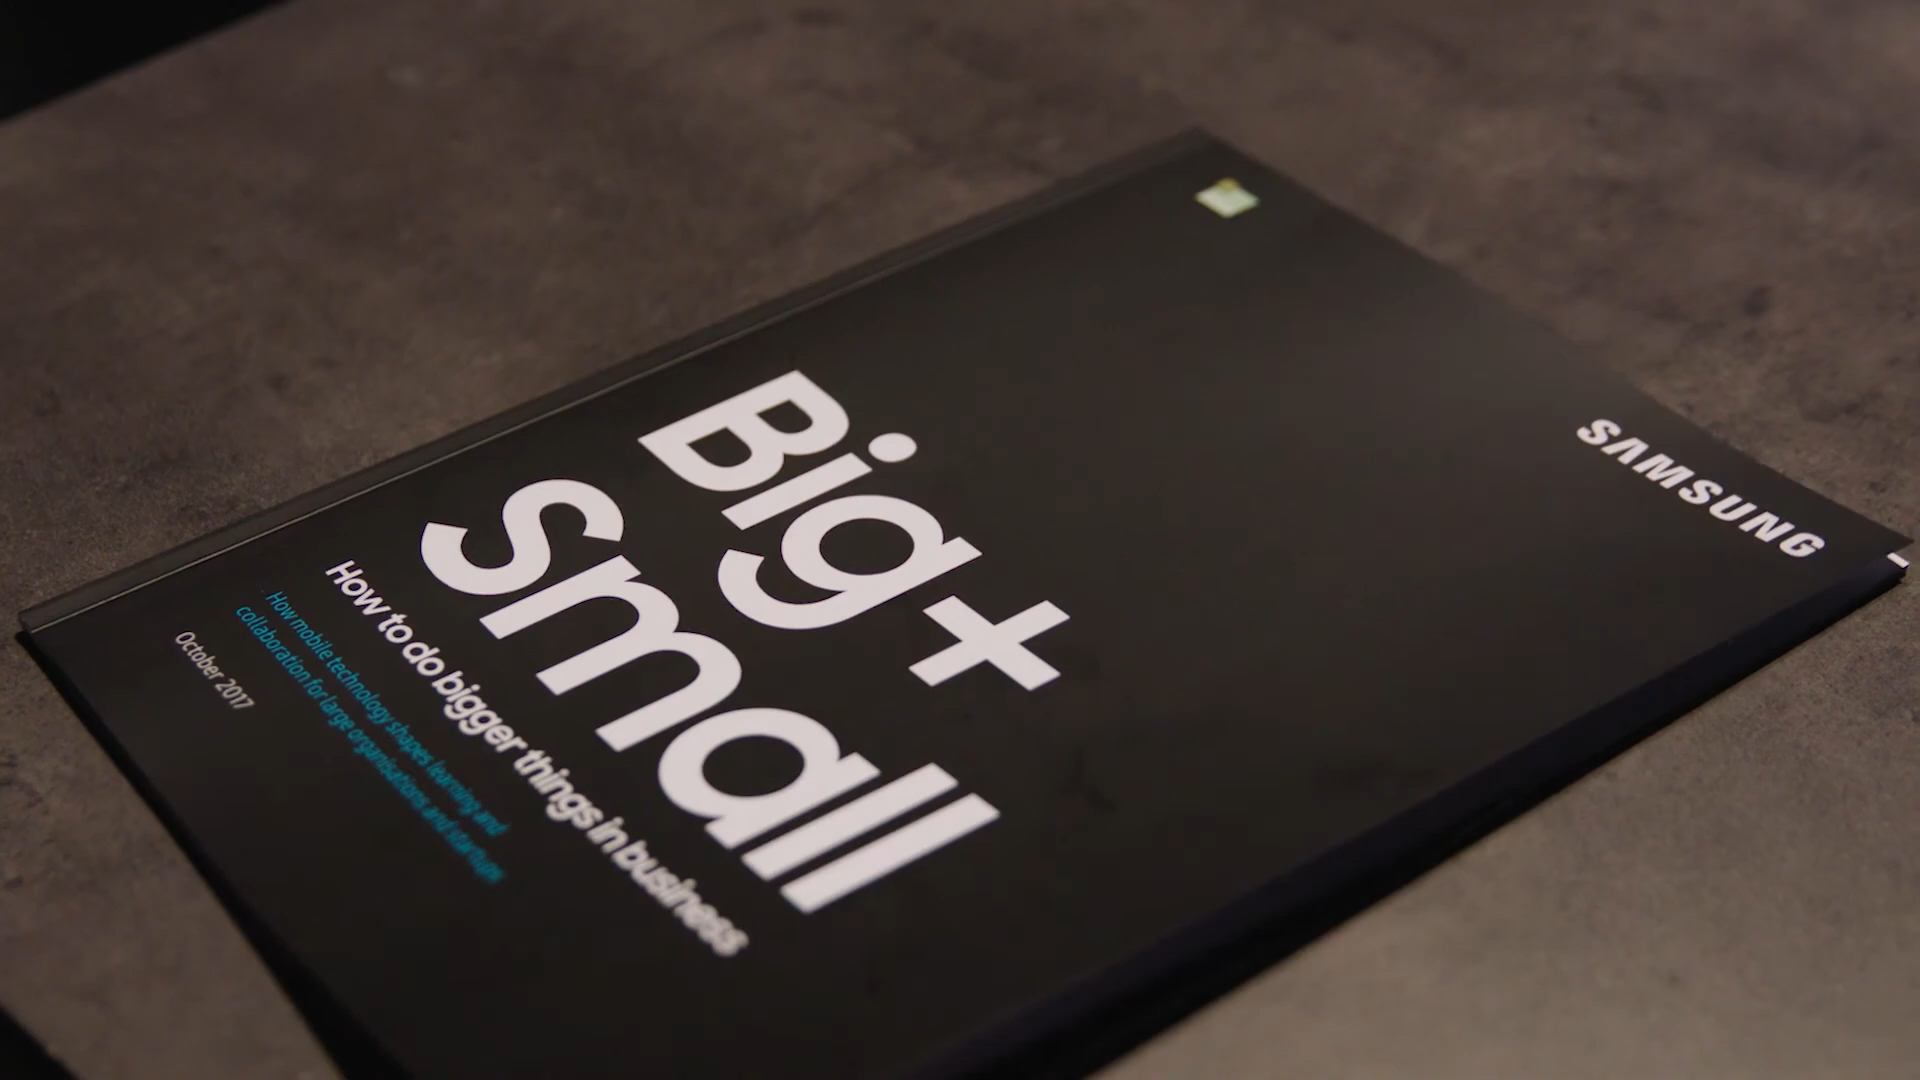 SAMSUNG
Big+
Small
How to do bigger things in business
How mobile technology shapes learning and
collaboration for large organisations and startups
October 2017